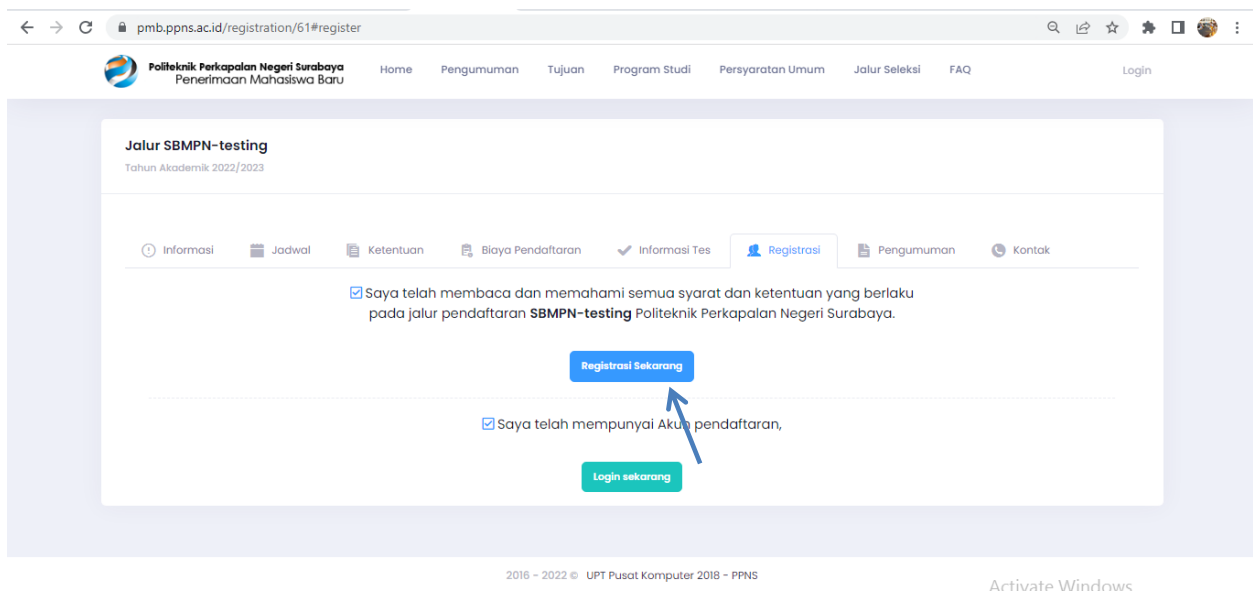 pmb.ppns.ac.id/registration/61#register
Politeknik Perkapalan Negeri Surabaya
Penerimaan Mahasiswa Baru
Home Pengumuman Tujuan Program Studi Persyaratan Umum Jalur Seleksi FAQ Login
Jalur SBMPN-testing
Tahun Akademik 2022/2023
Informasi Jadwal Ketentuan Biaya Pendaftaran Informasi Tes Registrasi Pengumuman Kontak
Saya telah membaca dan memahami semua syarat dan ketentuan yang berlaku
pada jalur pendaftaran SBMPN-testing Politeknik Perkapalan Negeri Surabaya.
Registrasi Sekarang
Saya telah mempunyai Akun pendaftaran,
Login sekarang
2016 - 2022 © UPT Pusat Komputer 2018 - PPNS
Activate Windows